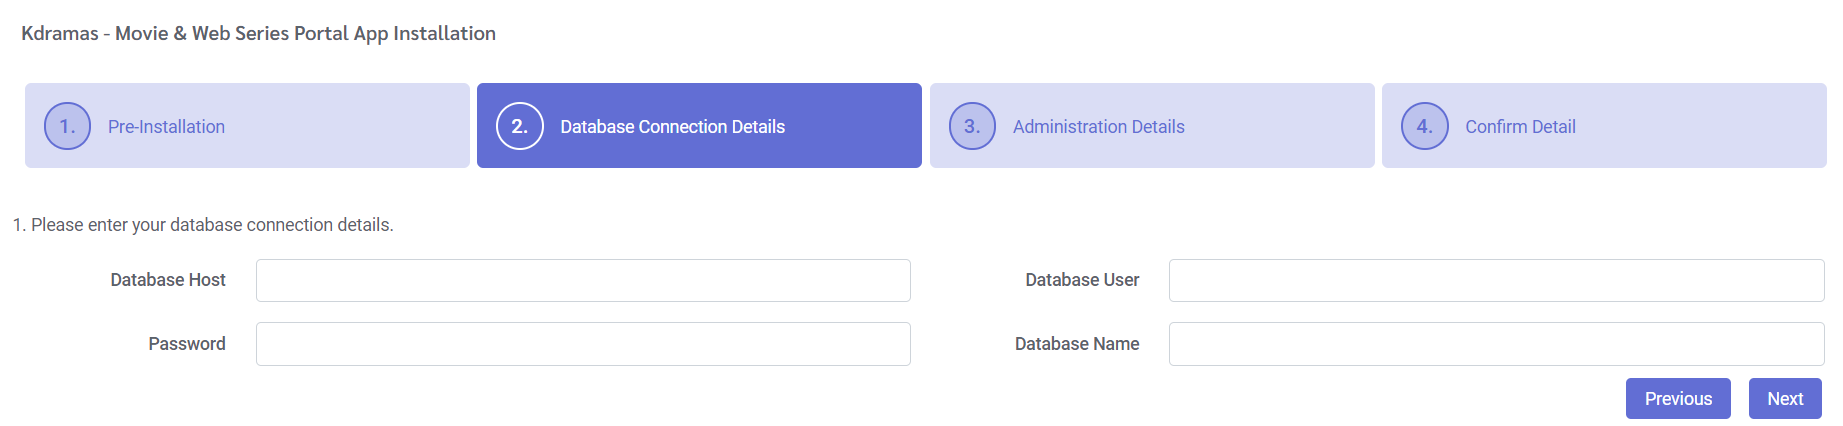 Kdramas - Movie & Web Series Portal App Installation
1. Pre-Installation
2. Database Connection Details
3. Administration Details
4. Confirm Detail
1. Please enter your database connection details.
Database Host
Database User
Password
Database Name
Previous
Next